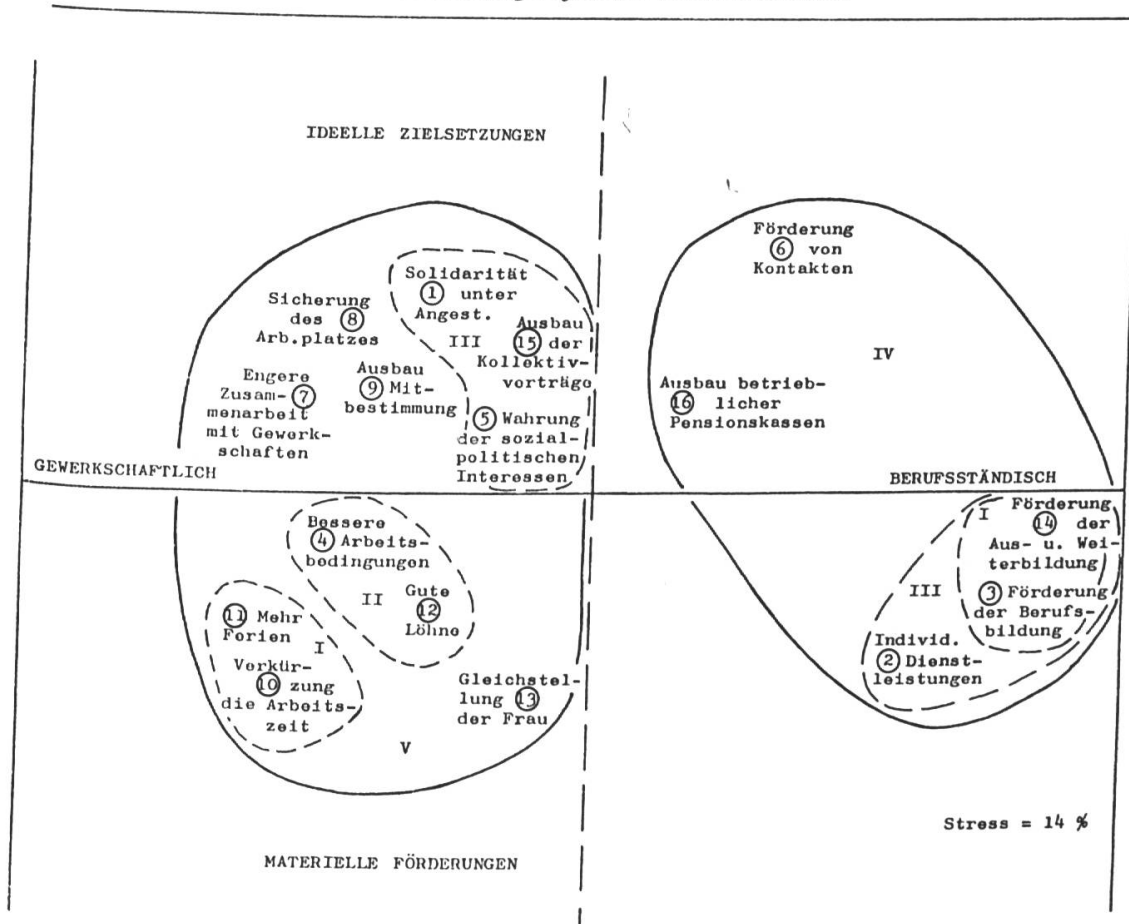 IDEELLE ZIELSETZUNGEN
Solidarität
① unter
Angest.
Sicherung
des ⑧
Arb.platzes
III
Ausbau
⑮ der
Kollektiv-
vorträge
Engere
Zusam- ⑦
menarbeit
mit Gewerk-
schaften
Ausbau
⑨ Mit-
bestimmung
⑤ Wahrung
der sozial-
politischen
Interessen
Förderung
⑥ von
Kontakten
IV
Ausbau betrieb-
⑯ licher
Pensionskassen
GEWERKSCHAFTLICH
BERUFSSTÄNDISCH
Bessere
④ Arbeits-
bedingungen
II
Gute
⑫
Löhne
⑪ Mehr
Ferien
I
Verkür-
⑩ zung
die Arbeits-
zeit
Gleichstel-
lung ⑬
der Frau
V
I
Förderung
⑭ der
Aus- u. Wei-
terbildung
III
③ Förderung
der Berufs-
bildung
Individ.
② Dienst-
leistungen
Stress = 14 %
MATERIELLE FÖRDERUNGEN